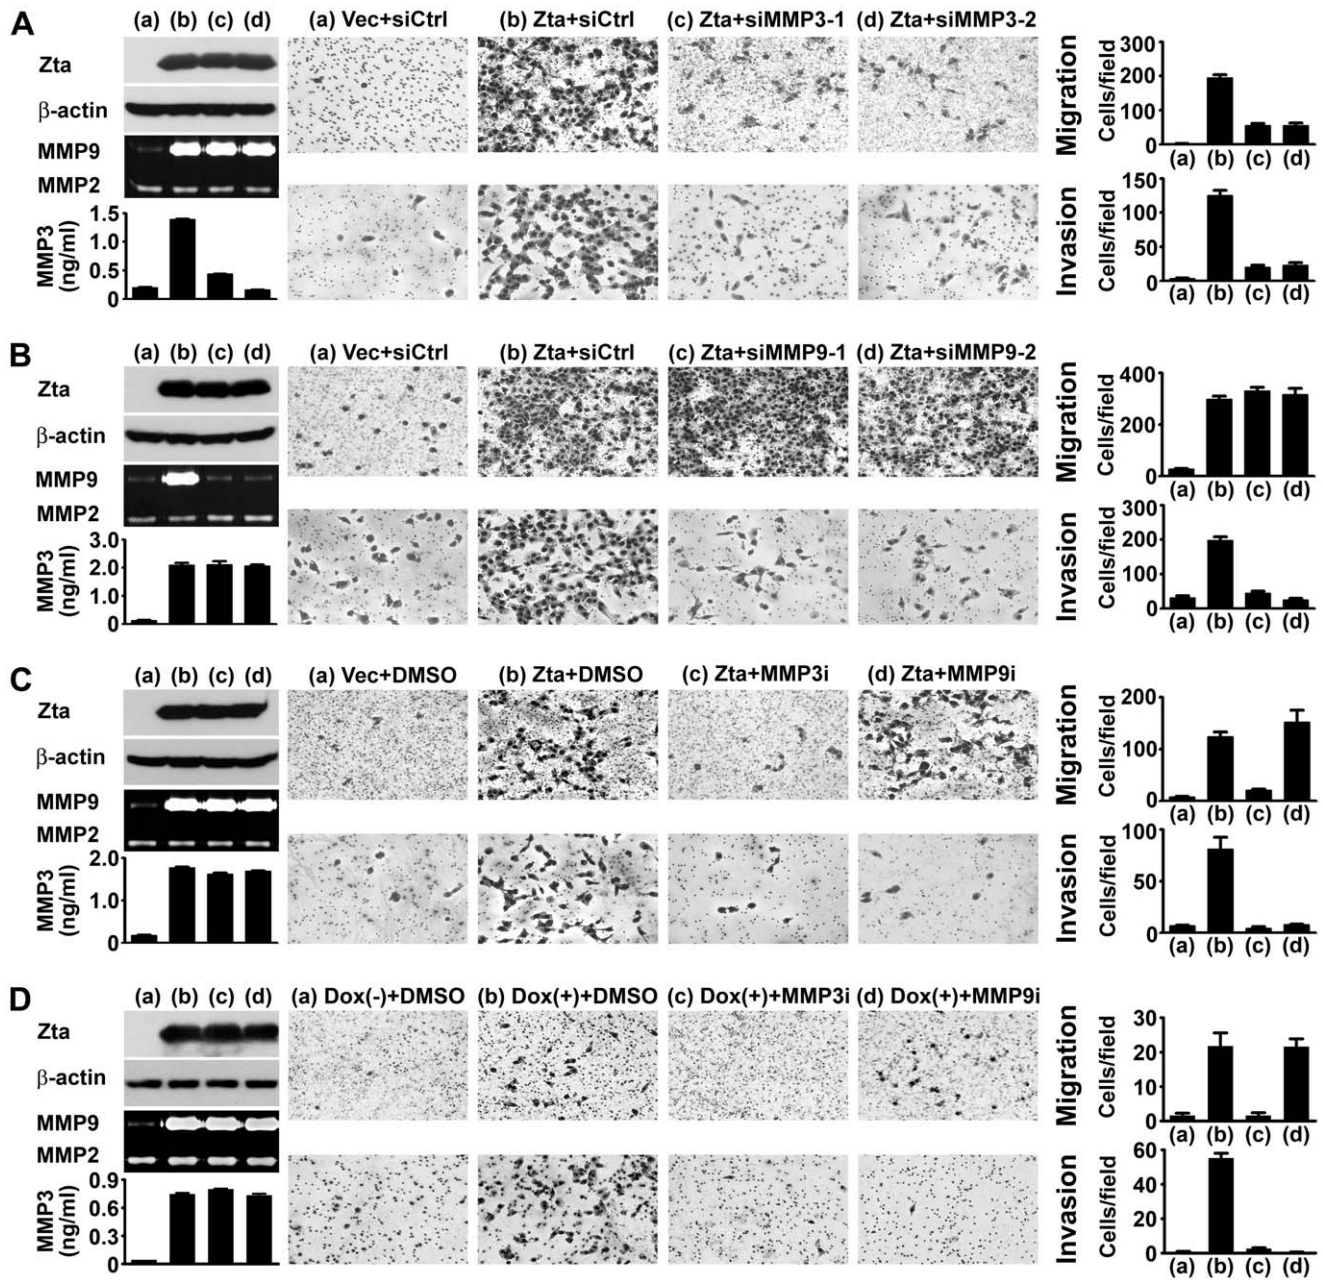 A
(a) (b) (c) (d)
(a) Vec+siCtrl
(b) Zta+siCtrl
(c) Zta+siMMP3-1
(d) Zta+siMMP3-2
Zta
β-actin
MMP9
MMP2
MMP3
(ng/ml)
1.5
1.0
0.5
0
Migration
Cells/field
300
200
100
0
(a) (b) (c) (d)
Invasion
Cells/field
150
100
50
0
(a) (b) (c) (d)
B
(a) (b) (c) (d)
(a) Vec+siCtrl
(b) Zta+siCtrl
(c) Zta+siMMP9-1
(d) Zta+siMMP9-2
Zta
β-actin
MMP9
MMP2
MMP3
(ng/ml)
3.0
2.0
1.0
0
Migration
Cells/field
400
200
0
(a) (b) (c) (d)
Invasion
Cells/field
300
200
100
0
(a) (b) (c) (d)
C
(a) (b) (c) (d)
(a) Vec+DMSO
(b) Zta+DMSO
(c) Zta+MMP3i
(d) Zta+MMP9i
Zta
β-actin
MMP9
MMP2
MMP3
(ng/ml)
2.0
1.0
0
Migration
Cells/field
200
100
0
(a) (b) (c) (d)
Invasion
Cells/field
100
50
0
(a) (b) (c) (d)
D
(a) (b) (c) (d)
(a) Dox(-)+DMSO
(b) Dox(+)+DMSO
(c) Dox(+)+MMP3i
(d) Dox(+)+MMP9i
Zta
β-actin
MMP9
MMP2
MMP3
(ng/ml)
0.9
0.6
0.3
0
Migration
Cells/field
30
20
10
0
(a) (b) (c) (d)
Invasion
Cells/field
60
40
20
0
(a) (b) (c) (d)